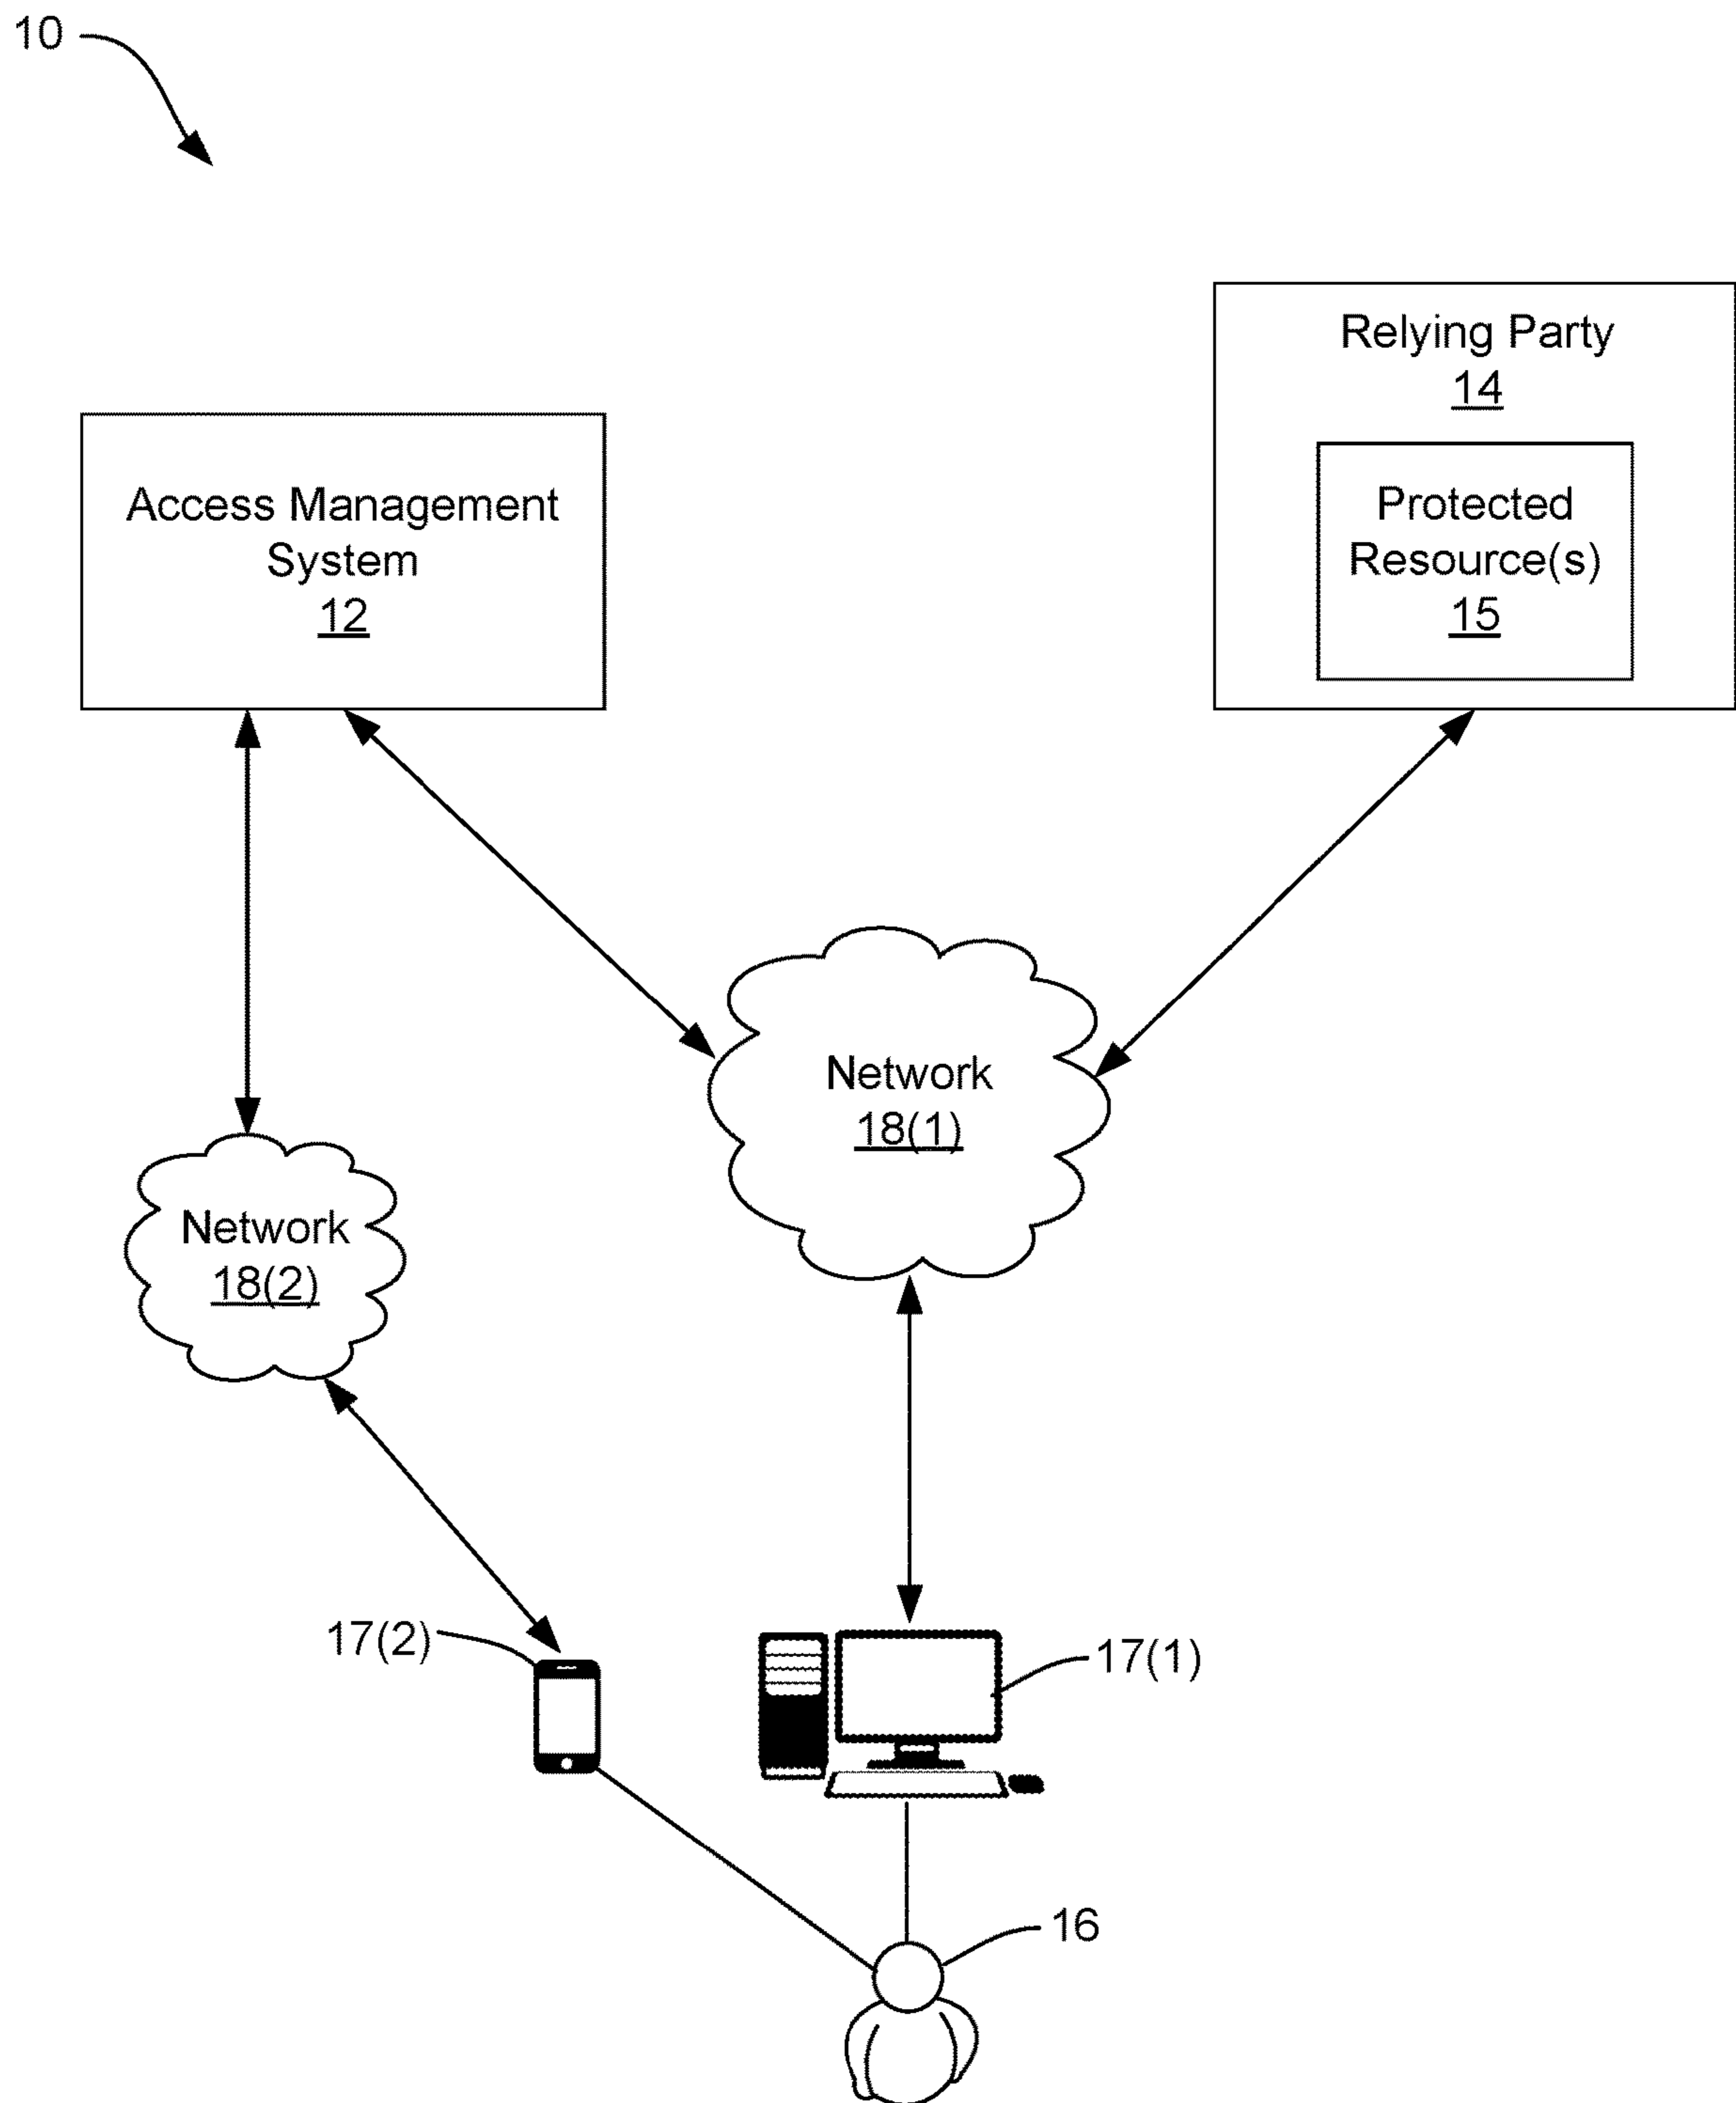 10
Relying Party
14
Access Management
System
12
Protected
Resource(s)
15
Network
18(1)
Network
18(2)
17(2)
17(1)
16